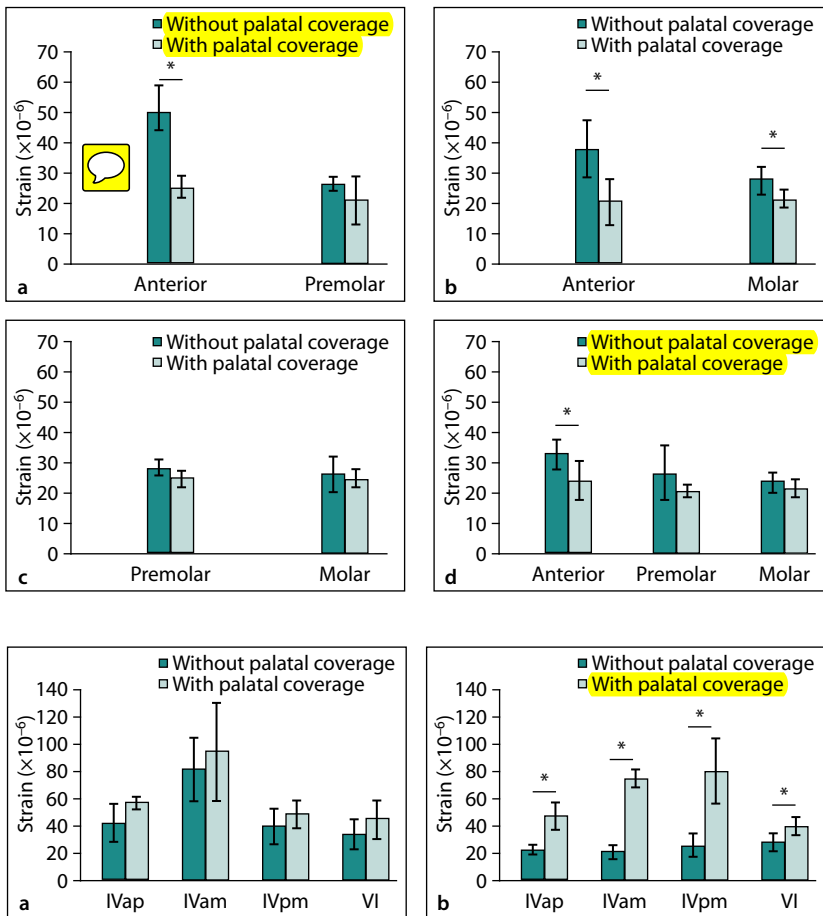 Without palatal coverage
With palatal coverage
70
60
50
40
30
20
10
0
Strain (×10⁻⁶)
*
Anterior
Premolar
a
Without palatal coverage
With palatal coverage
70
60
50
40
30
20
10
0
Strain (×10⁻⁶)
*
*
Anterior
Molar
b
Without palatal coverage
With palatal coverage
70
60
50
40
30
20
10
0
Strain (×10⁻⁶)
Premolar
Molar
c
Without palatal coverage
With palatal coverage
70
60
50
40
30
20
10
0
Strain (×10⁻⁶)
*
Anterior
Premolar
Molar
d
Without palatal coverage
With palatal coverage
140
120
100
80
60
40
20
0
Strain (×10⁻⁶)
IVap
IVam
IVpm
VI
a
Without palatal coverage
With palatal coverage
140
120
100
80
60
40
20
0
Strain (×10⁻⁶)
*
*
*
*
IVap
IVam
IVpm
VI
b